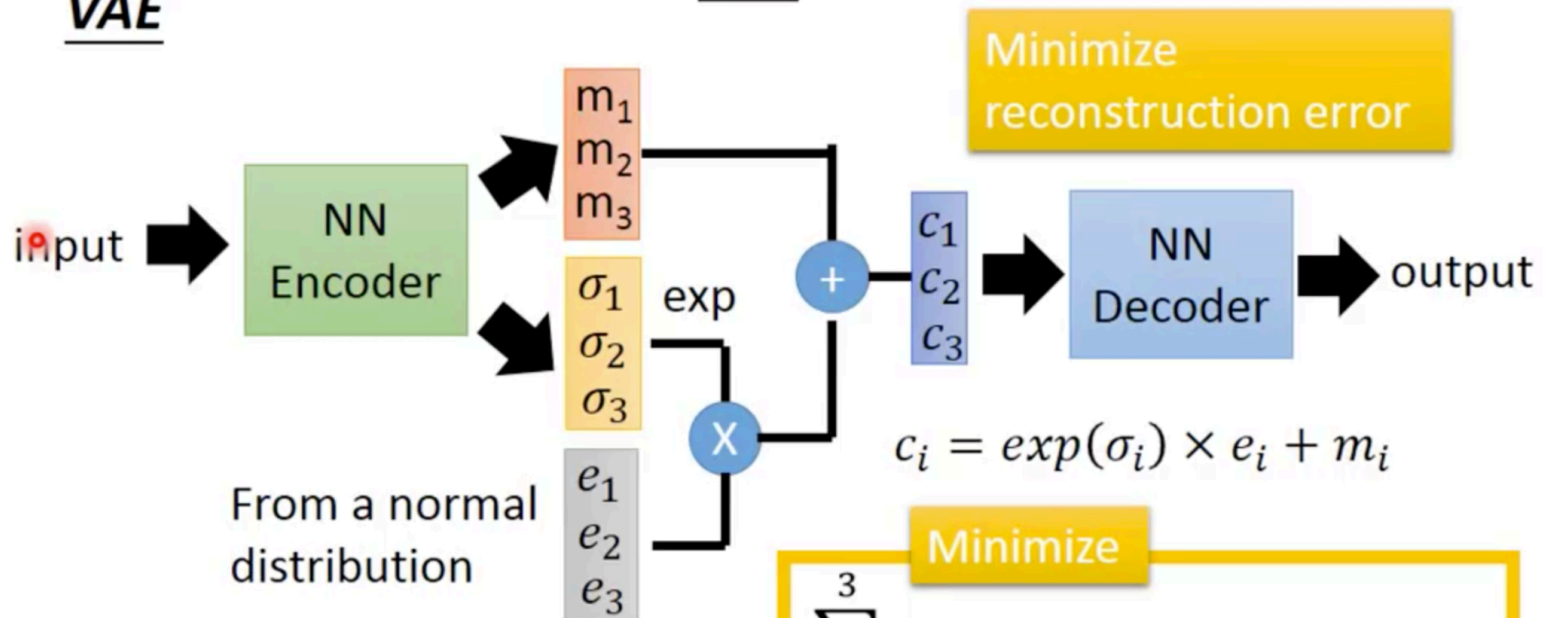 VAE
Minimize
reconstruction error
m₁
m₂
m₃
input
NN
Encoder
σ₁
σ₂
σ₃
exp
+
c₁
c₂
c₃
NN
Decoder
output
X
cᵢ = exp(σᵢ) × eᵢ + mᵢ
From a normal
distribution
e₁
e₂
e₃
Minimize
3
∑